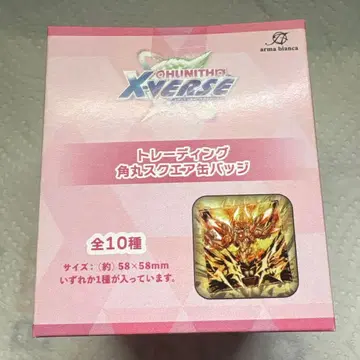 arma bianca
CHUNITHM
X-VERSE
トレーディング
角丸スクエア缶バッジ
全10種
サイズ：(約)58×58mm
いずれか1種が入っています。